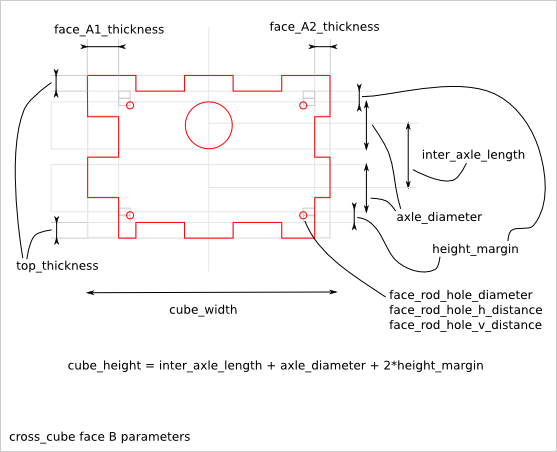 face_A1_thickness
face_A2_thickness
inter_axle_length
axle_diameter
height_margin
top_thickness
face_rod_hole_diameter
face_rod_hole_h_distance
face_rod_hole_v_distance
cube_width
cube_height = inter_axle_length + axle_diameter + 2*height_margin
cross_cube face B parameters